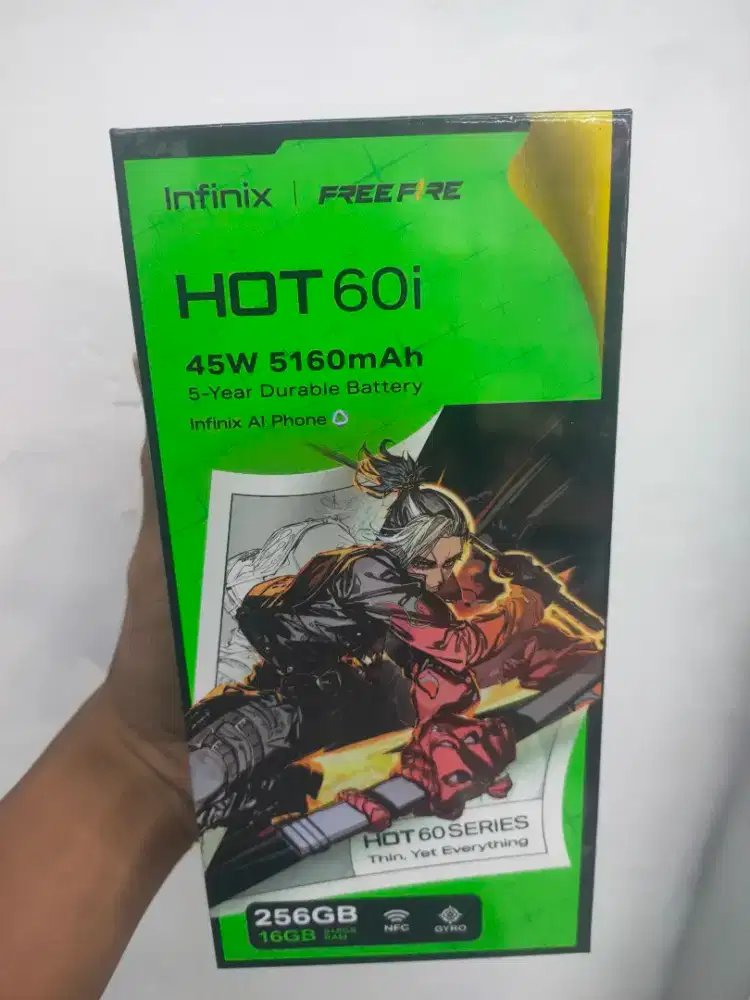 Infinix | FREE FIRE
HOT 60i
45W 5160mAh
5-Year Durable Battery
Infinix AI Phone
HOT 60 SERIES
Thin, Yet Everything
256GB
16GB RAM
NFC
GYRO